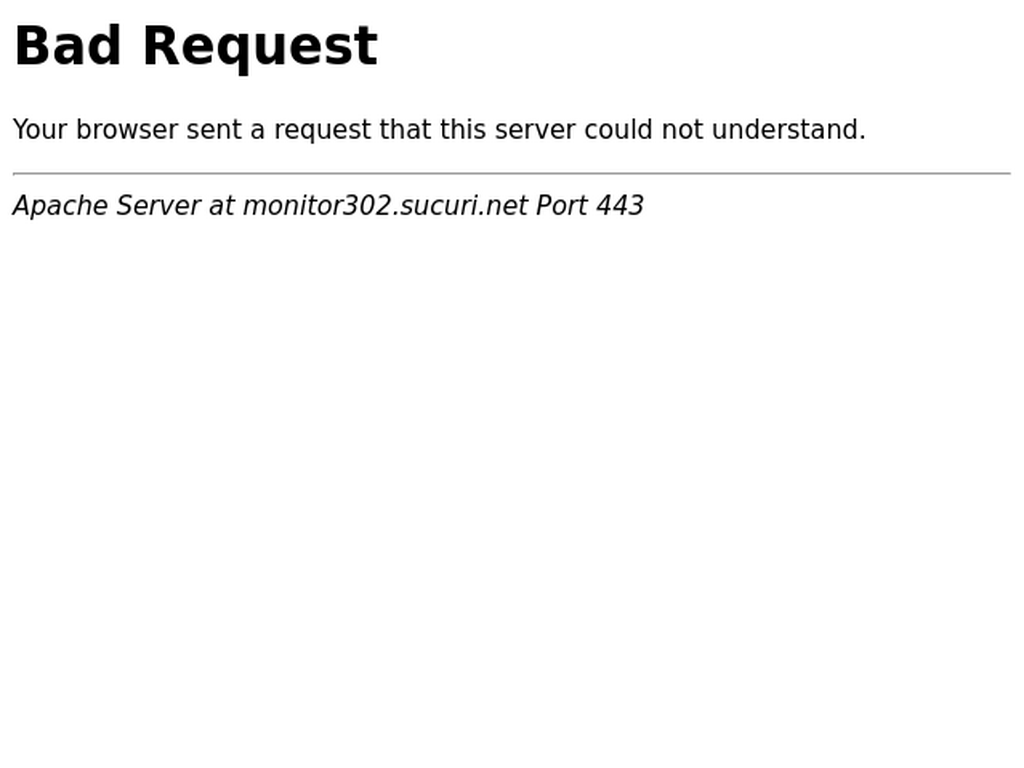 Bad Request
Your browser sent a request that this server could not understand.
Apache Server at monitor302.sucuri.net Port 443